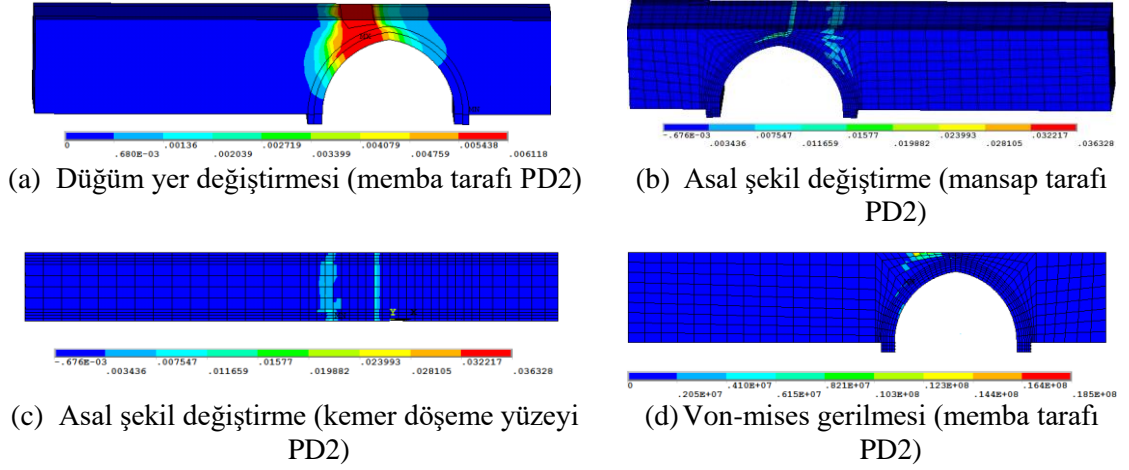 0 .00136 .002719 .004079 .005438
.680E-03 .002039 .003399 .004759 .006118
(a) Düğüm yer değiştirmesi (memba tarafı PD2)
-.676E-03 .007547 .01577 .023993 .032217
.003436 .011659 .019882 .028105 .036328
(b) Asal şekil değiştirme (mansap tarafı
PD2)
Y
-.676E-03 .007547 .01577 .023993 .032217
.003436 .011659 .019882 .028105 .036328
(c) Asal şekil değiştirme (kemer döşeme yüzeyi
PD2)
0 .410E+07 .821E+07 .123E+08 .164E+08
.205E+07 .615E+07 .103E+08 .144E+08 .185E+08
(d) Von-mises gerilmesi (memba tarafı
PD2)